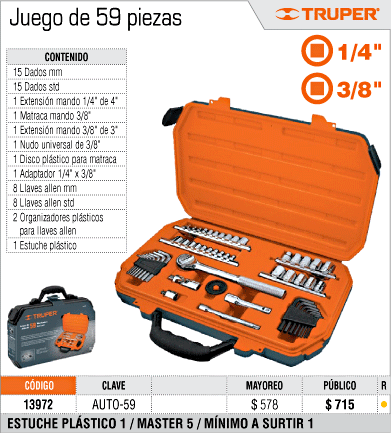 Juego de 59 piezas
TRUPER®
1/4"
3/8"
CONTENIDO
15 Dados mm
15 Dados std
1 Extensión mando 1/4" de 4"
1 Matraca mando 3/8"
1 Extensión mando 3/8" de 3"
1 Nudo universal de 3/8"
1 Disco plástico para matraca
1 Adaptador 1/4" x 3/8"
8 Llaves allen mm
8 Llaves allen std
2 Organizadores plásticos
para llaves allen
1 Estuche plástico
TRUPER
59
CÓDIGO CLAVE MAYOREO PÚBLICO R
13972 AUTO-59 $ 578 $ 715
ESTUCHE PLÁSTICO 1 / MASTER 5 / MÍNIMO A SURTIR 1